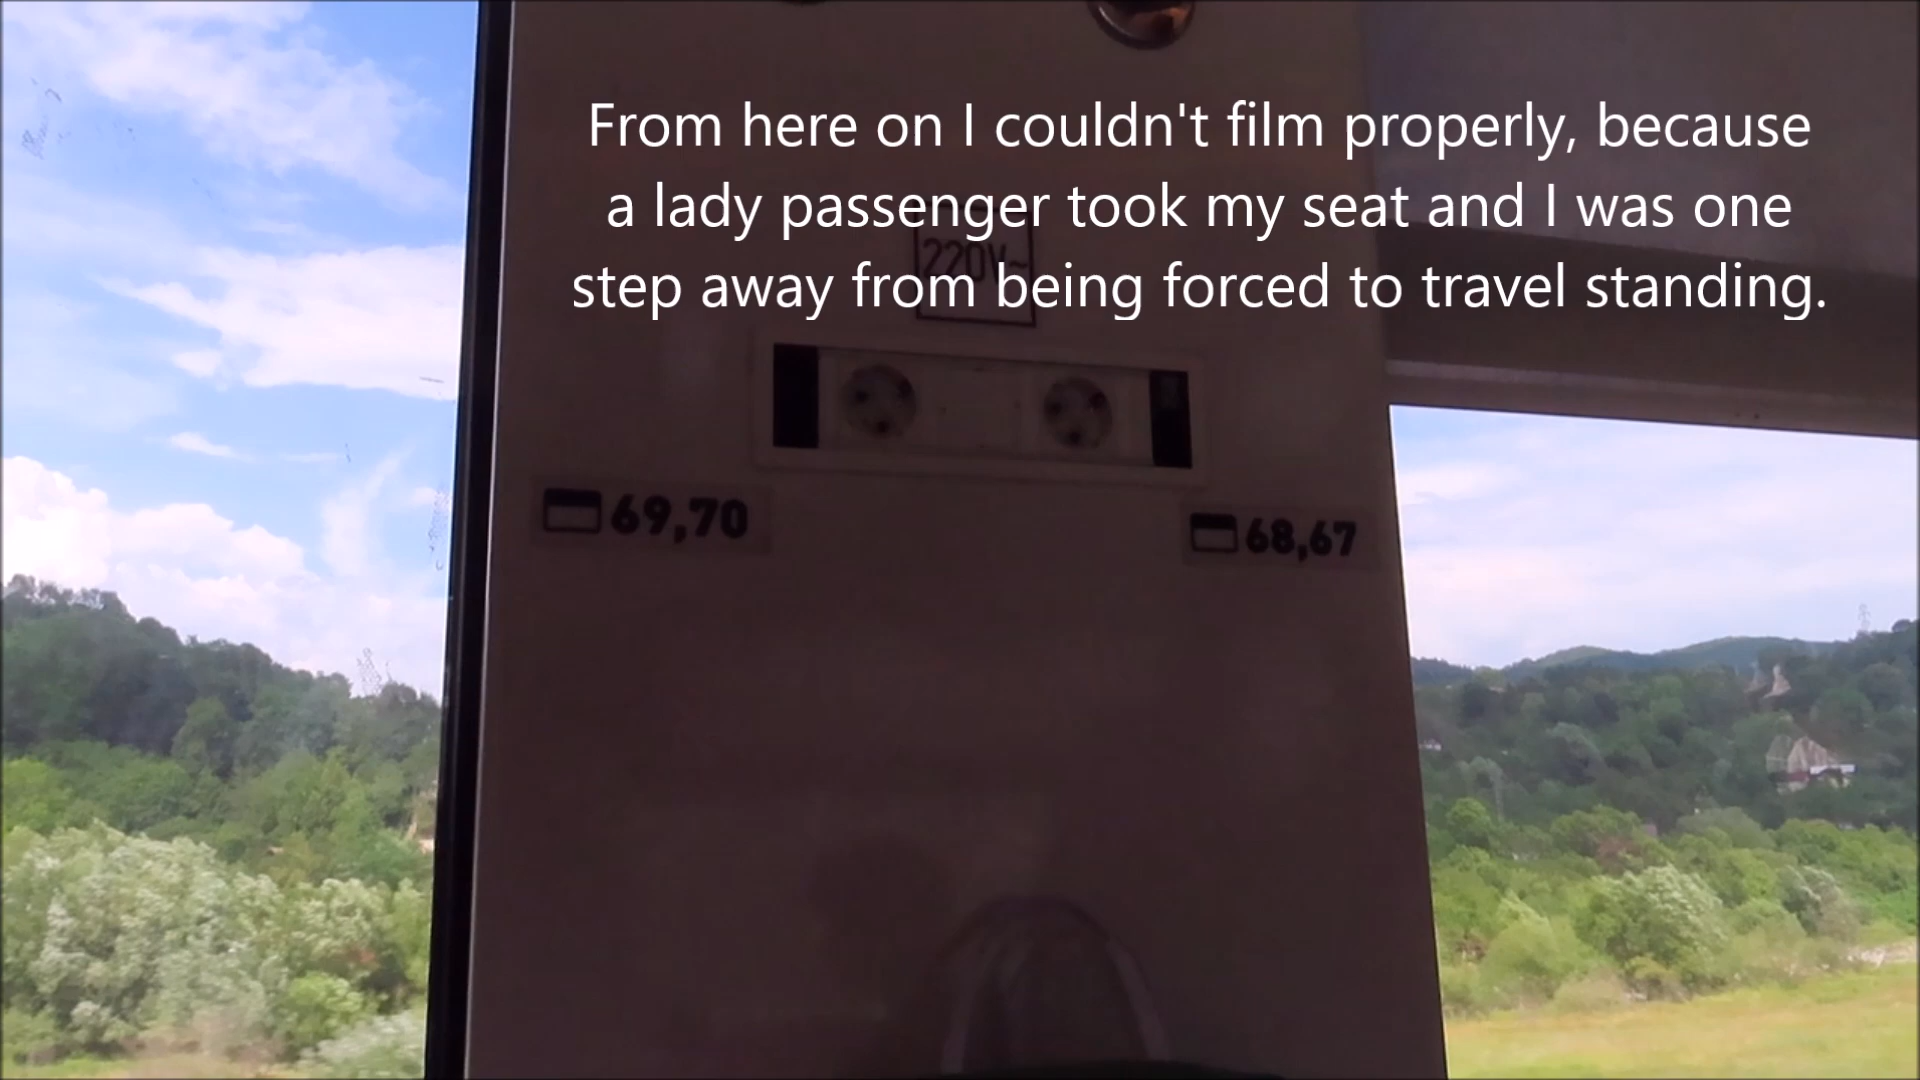 From here on I couldn't film properly, because
a lady passenger took my seat and I was one
step away from being forced to travel standing.
220V~
69,70
68,67